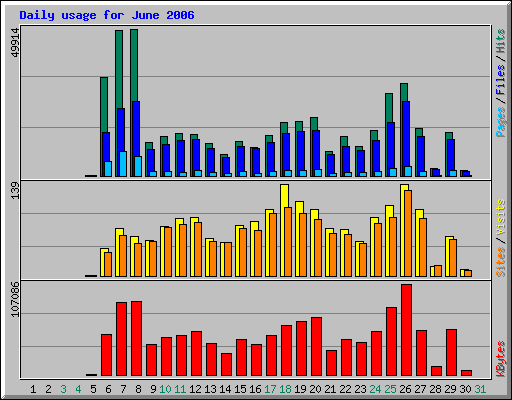 Daily usage for June 2006
49914
Pages / Files / Hits
139
Sites / Visits
107086
KBytes
1 2 3 4 5 6 7 8 9 10 11 12 13 14 15 16 17 18 19 20 21 22 23 24 25 26 27 28 29 30 31